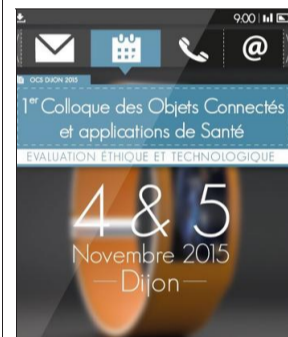 9:00
@
OCS DIJON 2015
1er Colloque des Objets Connectés
et applications de Santé
EVALUATION ÉTHIQUE ET TECHNOLOGIQUE
4 & 5
Novembre 2015
Dijon